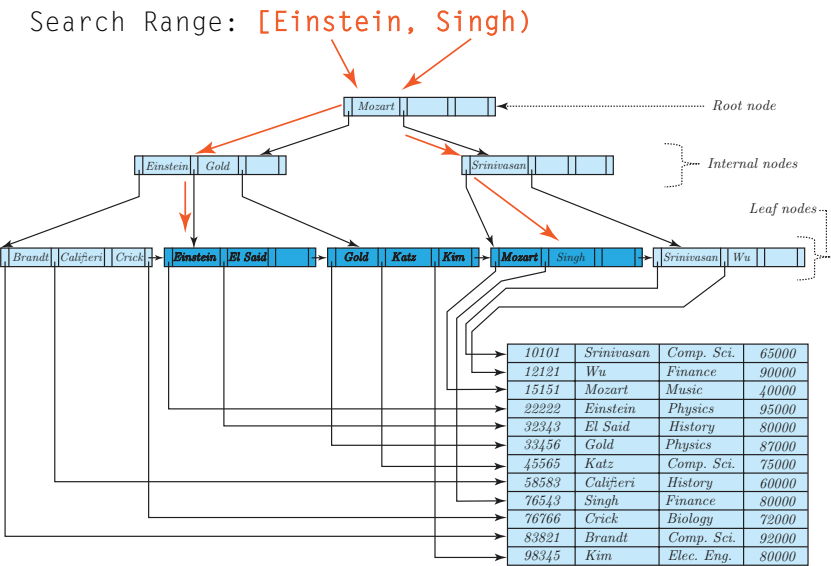 Search Range: [Einstein, Singh)
Mozart
Root node
Einstein Gold
Srinivasan
Internal nodes
Leaf nodes
Brandt Califieri Crick
Einstein El Said
Gold Katz Kim
Mozart Singh
Srinivasan Wu
10101 Srinivasan Comp. Sci. 65000
12121 Wu Finance 90000
15151 Mozart Music 40000
22222 Einstein Physics 95000
32343 El Said History 80000
33456 Gold Physics 87000
45565 Katz Comp. Sci. 75000
58583 Califieri History 60000
76543 Singh Finance 80000
76766 Crick Biology 72000
83821 Brandt Comp. Sci. 92000
98345 Kim Elec. Eng. 80000